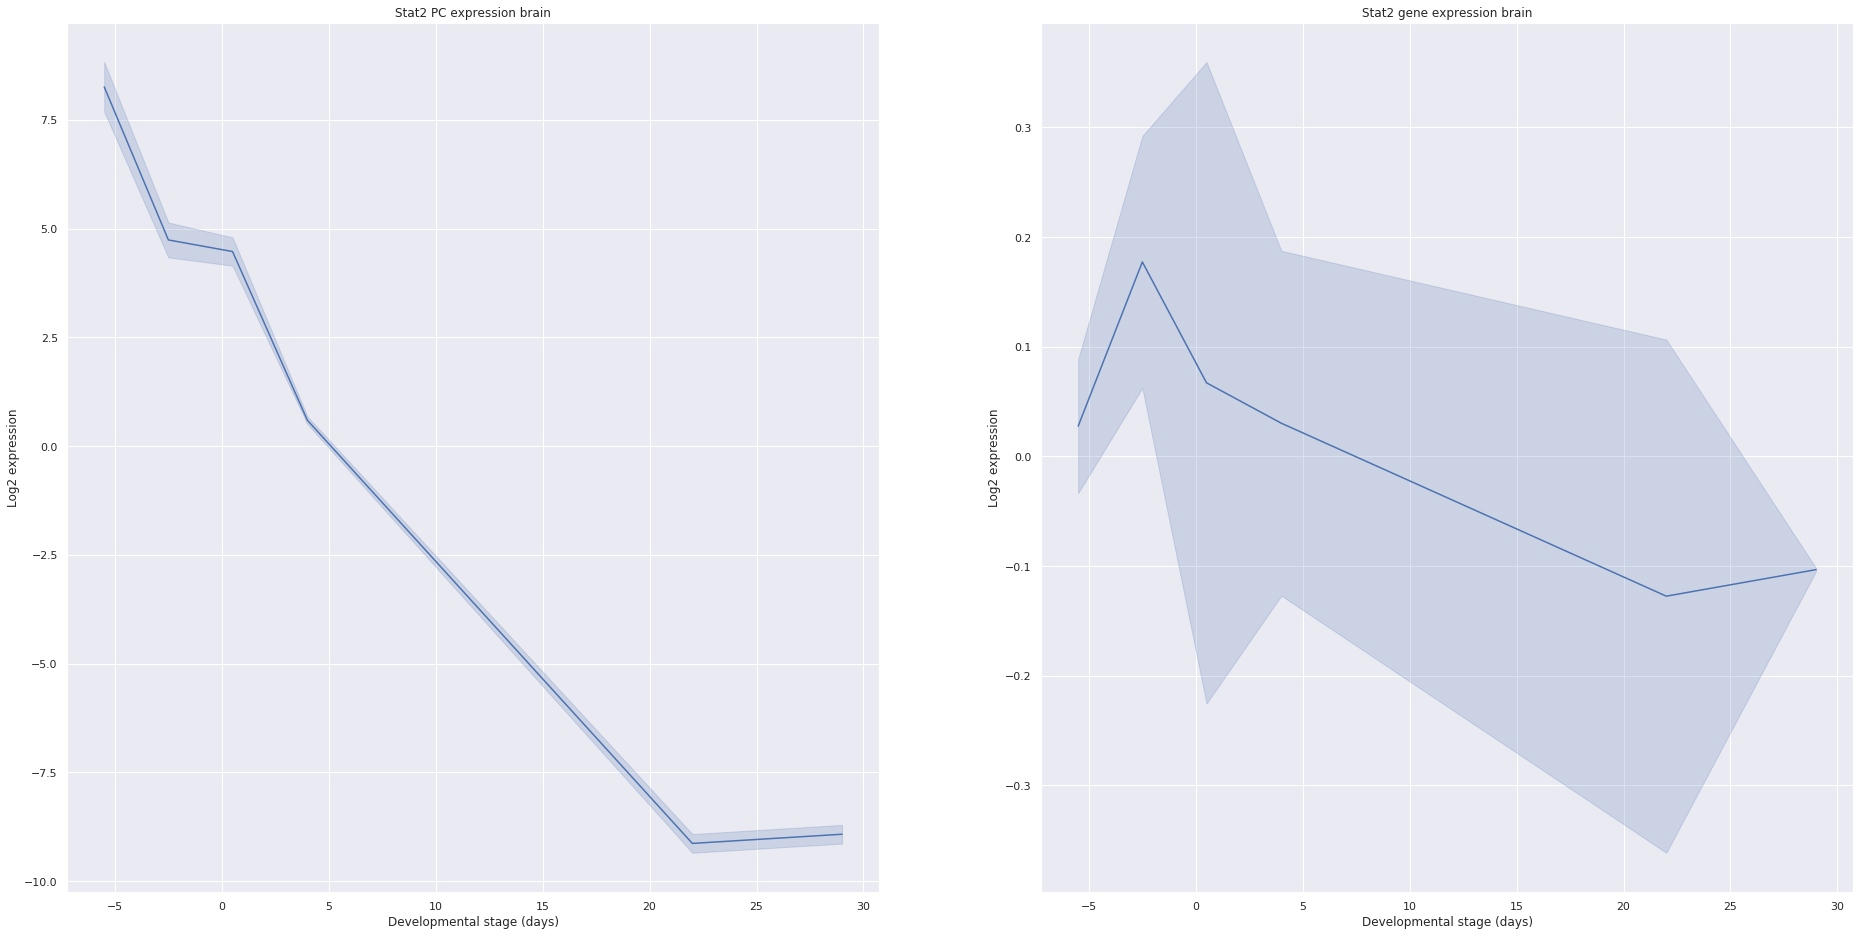 Stat2 PC expression brain
Log2 expression
7.5
5.0
2.5
0.0
−2.5
−5.0
−7.5
−10.0
−5 0 5 10 15 20 25 30
Developmental stage (days)
Stat2 gene expression brain
Log2 expression
0.3
0.2
0.1
0.0
−0.1
−0.2
−0.3
−5 0 5 10 15 20 25 30
Developmental stage (days)